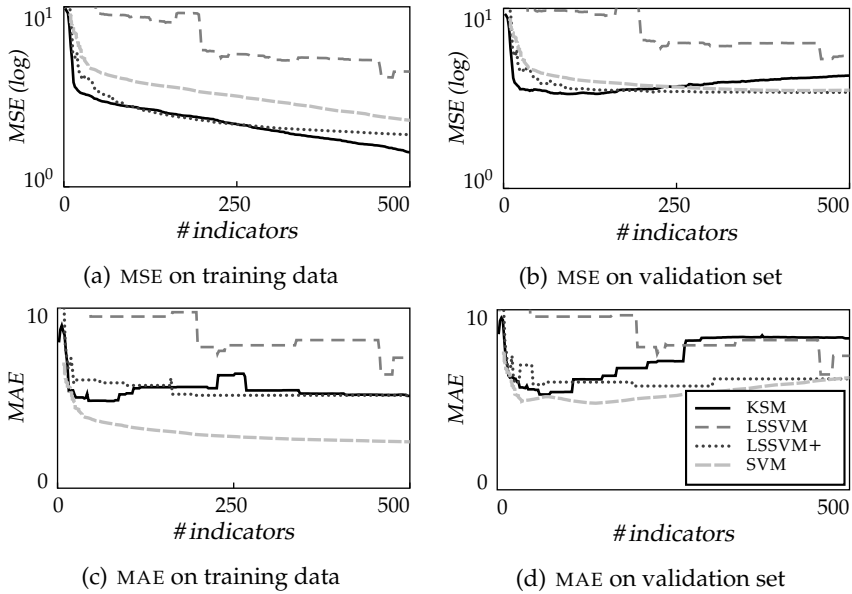 10¹
MSE (log)
10⁰
0
250
500
# indicators
(a) MSE on training data
10¹
MSE (log)
10⁰
0
250
500
# indicators
(b) MSE on validation set
10
MAE
0
0
250
500
# indicators
(c) MAE on training data
10
MAE
0
0
250
500
# indicators
KSM
LSSVM
LSSVM+
SVM
(d) MAE on validation set